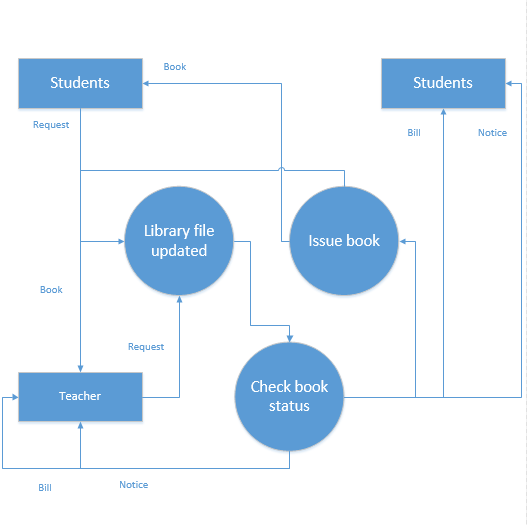 Book
Students
Students
Request
Bill
Notice
Library file
updated
Issue book
Book
Request
Check book
status
Teacher
Bill
Notice